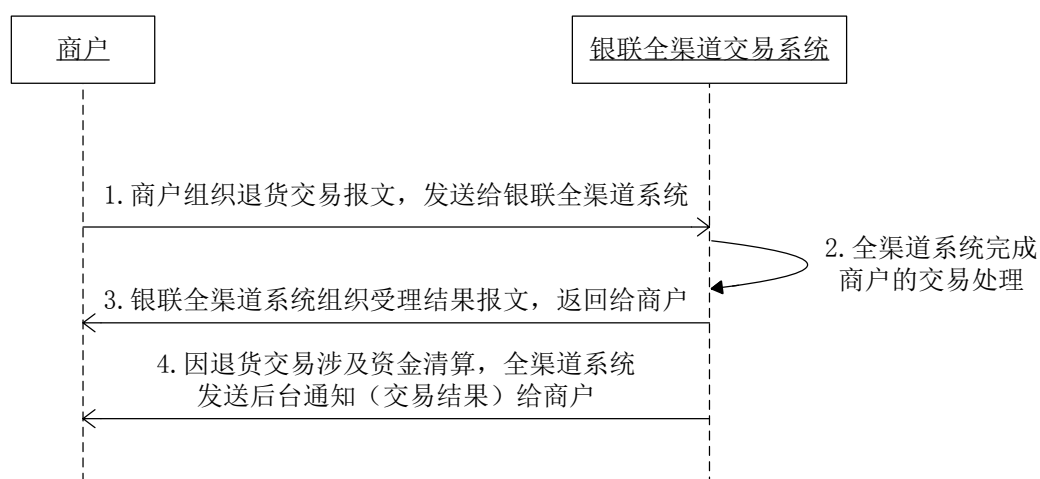 商户
银联全渠道交易系统
1.商户组织退货交易报文，发送给银联全渠道系统
2.全渠道系统完成
商户的交易处理
3.银联全渠道系统组织受理结果报文，返回给商户
4.因退货交易涉及资金清算，全渠道系统
发送后台通知（交易结果）给商户